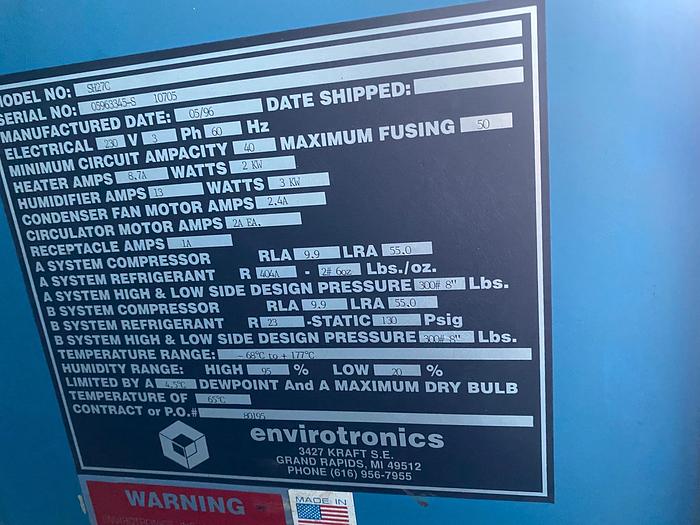 MODEL NO: SH27C
SERIAL NO: 09963345-S 10705
MANUFACTURED DATE: 05/96 DATE SHIPPED:
ELECTRICAL 230 V 3 Ph 60 Hz
MINIMUM CIRCUIT AMPACITY 40 MAXIMUM FUSING 50
HEATER AMPS 8.7A WATTS 2 KW
HUMIDIFIER AMPS 13 WATTS 3 KW
CONDENSER FAN MOTOR AMPS 2.4A
CIRCULATOR MOTOR AMPS 2A EA.
RECEPTACLE AMPS 1A
A SYSTEM COMPRESSOR RLA 9.9 LRA 55.0
A SYSTEM REFRIGERANT R 404A - 2# 6oz Lbs./oz.
A SYSTEM HIGH & LOW SIDE DESIGN PRESSURE 300# 8" Lbs.
B SYSTEM COMPRESSOR RLA 9.9 LRA 55.0
B SYSTEM REFRIGERANT R 23 -STATIC 130 Psig
B SYSTEM HIGH & LOW SIDE DESIGN PRESSURE 300# 8" Lbs.
TEMPERATURE RANGE: - 68°C to + 177°C
HUMIDITY RANGE: HIGH 95 % LOW 20 %
LIMITED BY A 4.5°C DEWPOINT And A MAXIMUM DRY BULB
TEMPERATURE OF 65°C
CONTRACT or P.O.# 80195
envirotronics
3427 KRAFT S.E.
GRAND RAPIDS, MI 49512
PHONE (616) 956-7955
WARNING
MADE IN